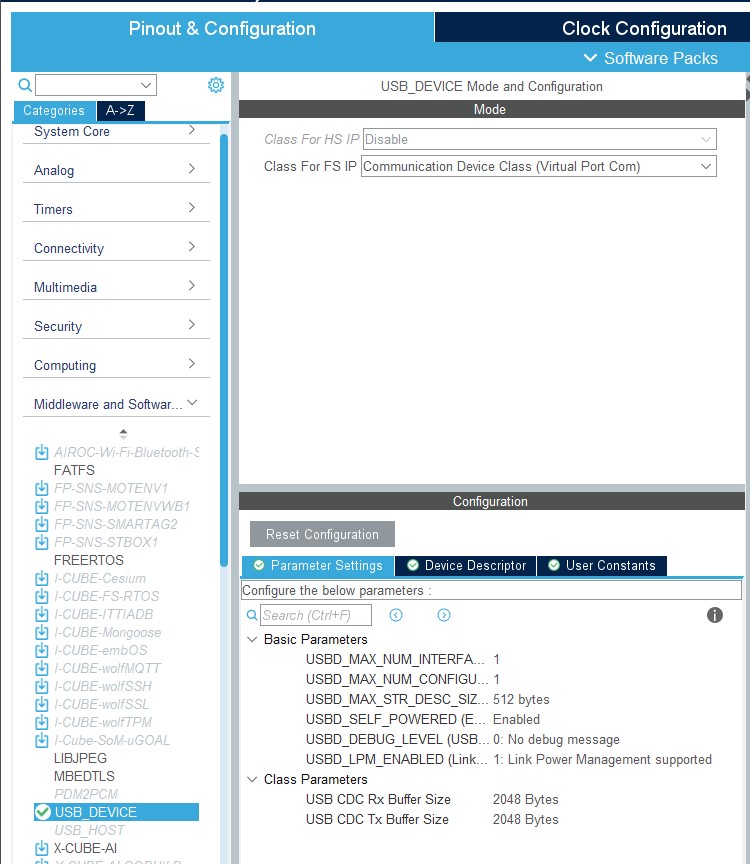 Pinout & Configuration
Clock Configuration
Software Packs
Categories
A->Z
System Core
Analog
Timers
Connectivity
Multimedia
Security
Computing
Middleware and Softwar...
AIROC-Wi-Fi-Bluetooth-S
FATFS
FP-SNS-MOTENV1
FP-SNS-MOTENVWB1
FP-SNS-SMARTAG2
FP-SNS-STBOX1
FREERTOS
I-CUBE-Cesium
I-CUBE-FS-RTOS
I-CUBE-ITTIADB
I-CUBE-Mongoose
I-CUBE-embOS
I-CUBE-wolfMQTT
I-CUBE-wolfSSH
I-CUBE-wolfSSL
I-CUBE-wolfTPM
I-Cube-SoM-uGOAL
LIBJPEG
MBEDTLS
PDM2PCM
USB_DEVICE
USB_HOST
X-CUBE-AI
USB_DEVICE Mode and Configuration
Mode
Class For HS IP Disable
Class For FS IP Communication Device Class (Virtual Port Com)
Configuration
Reset Configuration
Parameter Settings
Device Descriptor
User Constants
Configure the below parameters :
Search (Ctrl+F)
Basic Parameters
USBD_MAX_NUM_INTERFA... 1
USBD_MAX_NUM_CONFIGU... 1
USBD_MAX_STR_DESC_SIZ... 512 bytes
USBD_SELF_POWERED (E... Enabled
USBD_DEBUG_LEVEL (USB... 0: No debug message
USBD_LPM_ENABLED (Link... 1: Link Power Management supported
Class Parameters
USB CDC Rx Buffer Size 2048 Bytes
USB CDC Tx Buffer Size 2048 Bytes